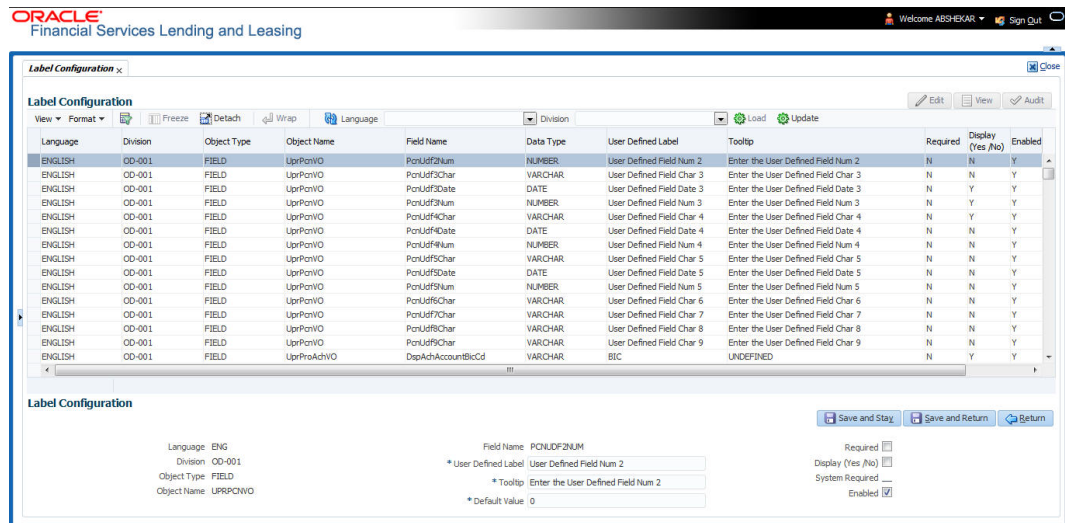 ORACLE
Financial Services Lending and Leasing
Welcome ABSHEKAR Sign Out
Label Configuration x
Close
Label Configuration
Edit View Audit
View Format Freeze Detach Wrap Language Division Load Update
Language Division Object Type Object Name Field Name Data Type User Defined Label Tooltip Required Display (Yes /No) Enabled
ENGLISH OD-001 FIELD UprPcnVO PcnUdf2Num NUMBER User Defined Field Num 2 Enter the User Defined Field Num 2 N N Y
ENGLISH OD-001 FIELD UprPcnVO PcnUdf3Char VARCHAR User Defined Field Char 3 Enter the User Defined Field Char 3 N N Y
ENGLISH OD-001 FIELD UprPcnVO PcnUdf3Date DATE User Defined Field Date 3 Enter the User Defined Field Date 3 N Y Y
ENGLISH OD-001 FIELD UprPcnVO PcnUdf3Num NUMBER User Defined Field Num 3 Enter the User Defined Field Num 3 N Y Y
ENGLISH OD-001 FIELD UprPcnVO PcnUdf4Char VARCHAR User Defined Field Char 4 Enter the User Defined Field Char 4 N Y Y
ENGLISH OD-001 FIELD UprPcnVO PcnUdf4Date DATE User Defined Field Date 4 Enter the User Defined Field Date 4 N N Y
ENGLISH OD-001 FIELD UprPcnVO PcnUdf4Num NUMBER User Defined Field Num 4 Enter the User Defined Field Num 4 N N Y
ENGLISH OD-001 FIELD UprPcnVO PcnUdf5Char VARCHAR User Defined Field Char 5 Enter the User Defined Field Char 5 N N Y
ENGLISH OD-001 FIELD UprPcnVO PcnUdf5Date DATE User Defined Field Date 5 Enter the User Defined Field Date 5 N N Y
ENGLISH OD-001 FIELD UprPcnVO PcnUdf5Num NUMBER User Defined Field Num 5 Enter the User Defined Field Num 5 N N Y
ENGLISH OD-001 FIELD UprPcnVO PcnUdf6Char VARCHAR User Defined Field Char 6 Enter the User Defined Field Char 6 N N Y
ENGLISH OD-001 FIELD UprPcnVO PcnUdf7Char VARCHAR User Defined Field Char 7 Enter the User Defined Field Char 7 N N Y
ENGLISH OD-001 FIELD UprPcnVO PcnUdf8Char VARCHAR User Defined Field Char 8 Enter the User Defined Field Char 8 N N Y
ENGLISH OD-001 FIELD UprPcnVO PcnUdf9Char VARCHAR User Defined Field Char 9 Enter the User Defined Field Char 9 N N Y
ENGLISH OD-001 FIELD UprProAchVO DspAchAccountBicCd VARCHAR BIC UNDEFINED N Y Y
Label Configuration
Save and Stay Save and Return Return
Language ENG
Division OD-001
Object Type FIELD
Object Name UPRPCNVO
Field Name PCNUDF2NUM
* User Defined Label User Defined Field Num 2
* Tooltip Enter the User Defined Field Num 2
* Default Value 0
Required
Display (Yes /No)
System Required
Enabled